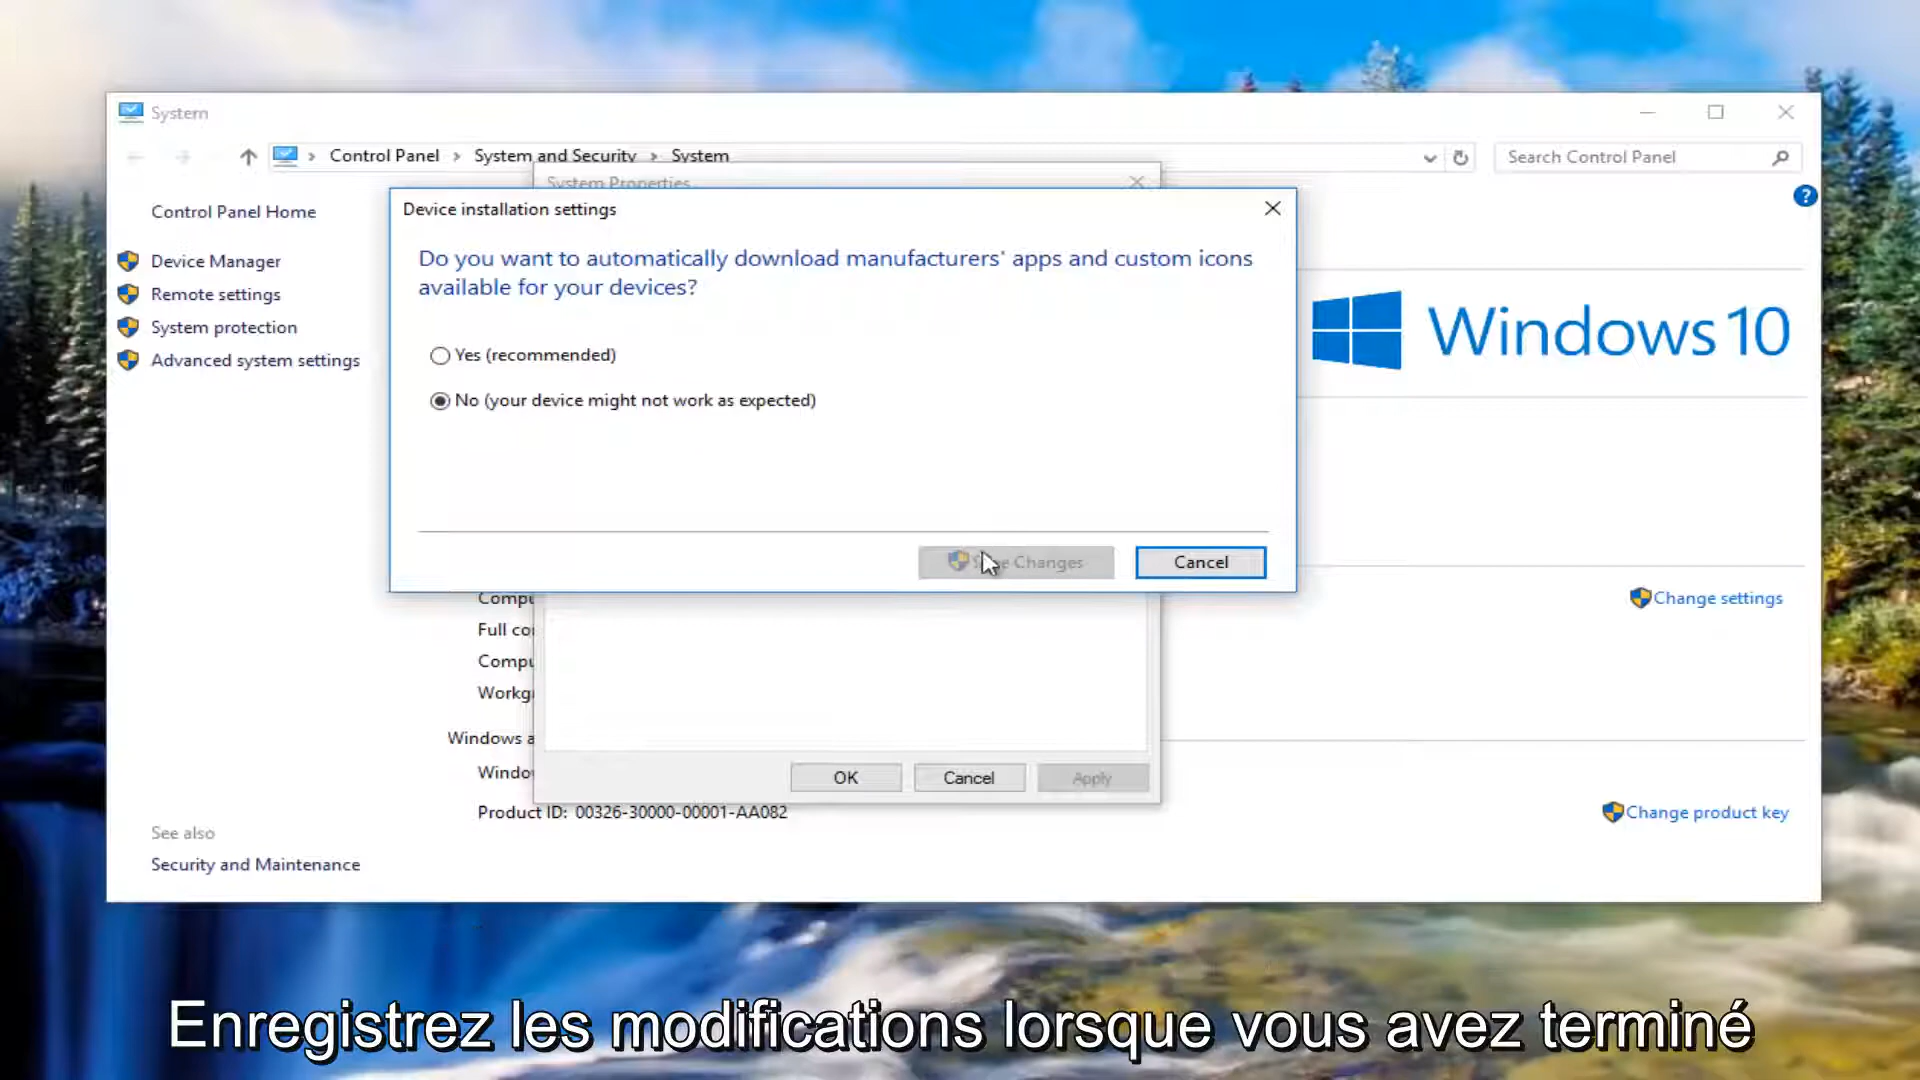 System
Control Panel > System and Security > System
Search Control Panel
System Properties
Control Panel Home
Device Manager
Remote settings
System protection
Advanced system settings
Device installation settings
Do you want to automatically download manufacturers' apps and custom icons
available for your devices?
Yes (recommended)
No (your device might not work as expected)
Changes
Cancel
Windows 10
Full
Change settings
OK
Cancel
Apply
Product ID: 00326-30000-00001-AA082
Change product key
See also
Security and Maintenance
Enregistrez les modifications lorsque vous avez terminé